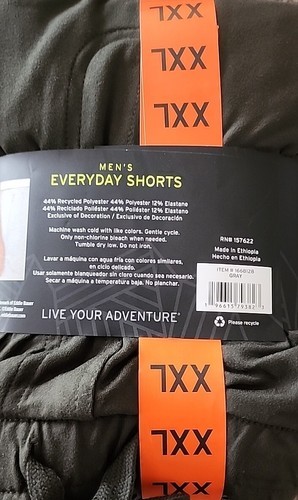 XXL
XXL
XXL
MEN'S
EVERYDAY SHORTS
44% Recycled Polyester 44% Polyester 12% Elastane
44% Reciclado Poliéster 44% Poliéster 12% Elastano
Exclusive of Decoration / Exclusivo de Decoración
Machine wash cold with like colors. Gentle cycle.
Only non-chlorine bleach when needed.
Tumble dry low. Do not iron.
Lavar a máquina con agua fría con colores similares,
en ciclo delicado.
Usar solamente blanqueador sin cloro cuando sea necesario.
Secar a máquina a temperatura baja. No planchar.
LIVE YOUR ADVENTURE
RN# 157622
Made in Ethiopia
Hecho en Ethiopia
ITEM # 1668128
GRAY
Please recycle
XXL
XXL
XXL